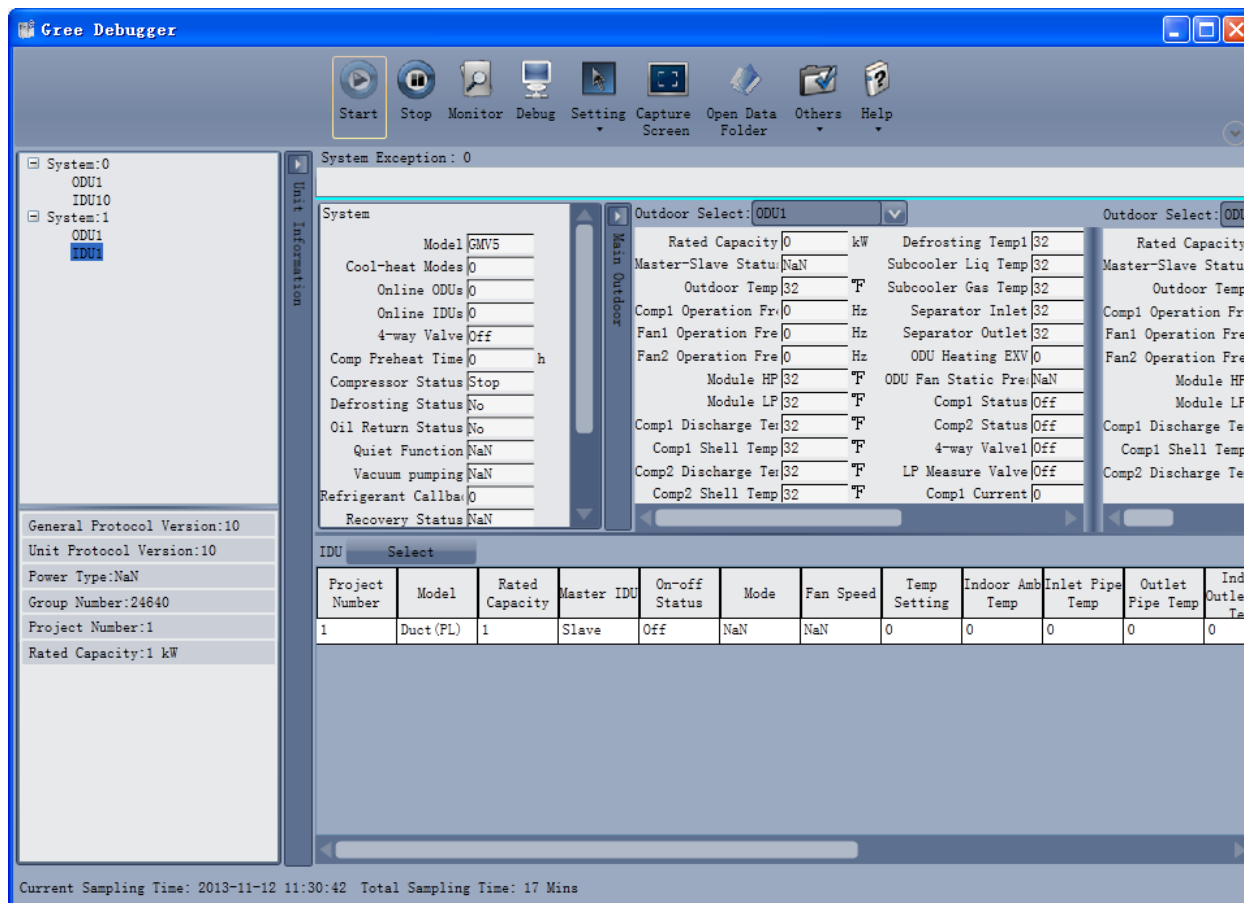 Gree Debugger
Start Stop Monitor Debug Setting Capture Screen Open Data Folder Others Help
System:0
ODU1
IDU10
System:1
ODU1
IDU1
General Protocol Version:10
Unit Protocol Version:10
Power Type:NaN
Group Number:24640
Project Number:1
Rated Capacity:1 kW
Unit Information
System Exception: 0
System
Model GMV5
Cool-heat Modes 0
Online ODUs 0
Online IDUs 0
4-way Valve Off
Comp Preheat Time 0 h
Compressor Status Stop
Defrosting Status No
Oil Return Status No
Quiet Function NaN
Vacuum pumping NaN
Refrigerant Callba 0
Recovery Status NaN
Main Outdoor
Outdoor Select: ODU1
Rated Capacity 0 kW
Master-Slave Statu: NaN
Outdoor Temp 32 ℉
Comp1 Operation Fr 0 Hz
Fan1 Operation Fre 0 Hz
Fan2 Operation Fre 0 Hz
Module HP 32 ℉
Module LP 32 ℉
Comp1 Discharge Te 32 ℉
Comp1 Shell Temp 32 ℉
Comp2 Discharge Te 32 ℉
Comp2 Shell Temp 32 ℉
Defrosting Temp1 32
Subcooler Liq Temp 32
Subcooler Gas Temp 32
Separator Inlet 32
Separator Outlet 32
ODU Heating EXV 0
ODU Fan Static Pre NaN
Comp1 Status Off
Comp2 Status Off
4-way Valve1 Off
LP Measure Valve Off
Comp1 Current 0
Outdoor Select: ODU
Rated Capacity
Master-Slave Statu
Outdoor Temp
Comp1 Operation Fr
Fan1 Operation Fre
Fan2 Operation Fre
Module HP
Module LP
Comp1 Discharge Te
Comp1 Shell Temp
Comp2 Discharge Te
IDU Select
Project Number Model Rated Capacity Master IDU On-off Status Mode Fan Speed Temp Setting Indoor Amb Temp Inlet Pipe Temp Outlet Pipe Temp Ind Outle Te
1 Duct(PL) 1 Slave Off NaN NaN 0 0 0 0 0
Current Sampling Time: 2013-11-12 11:30:42 Total Sampling Time: 17 Mins